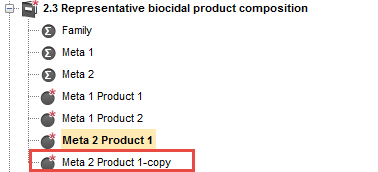 2.3 Representative biocidal product composition
Family
Meta 1
Meta 2
Meta 1 Product 1
Meta 1 Product 2
Meta 2 Product 1
Meta 2 Product 1-copy